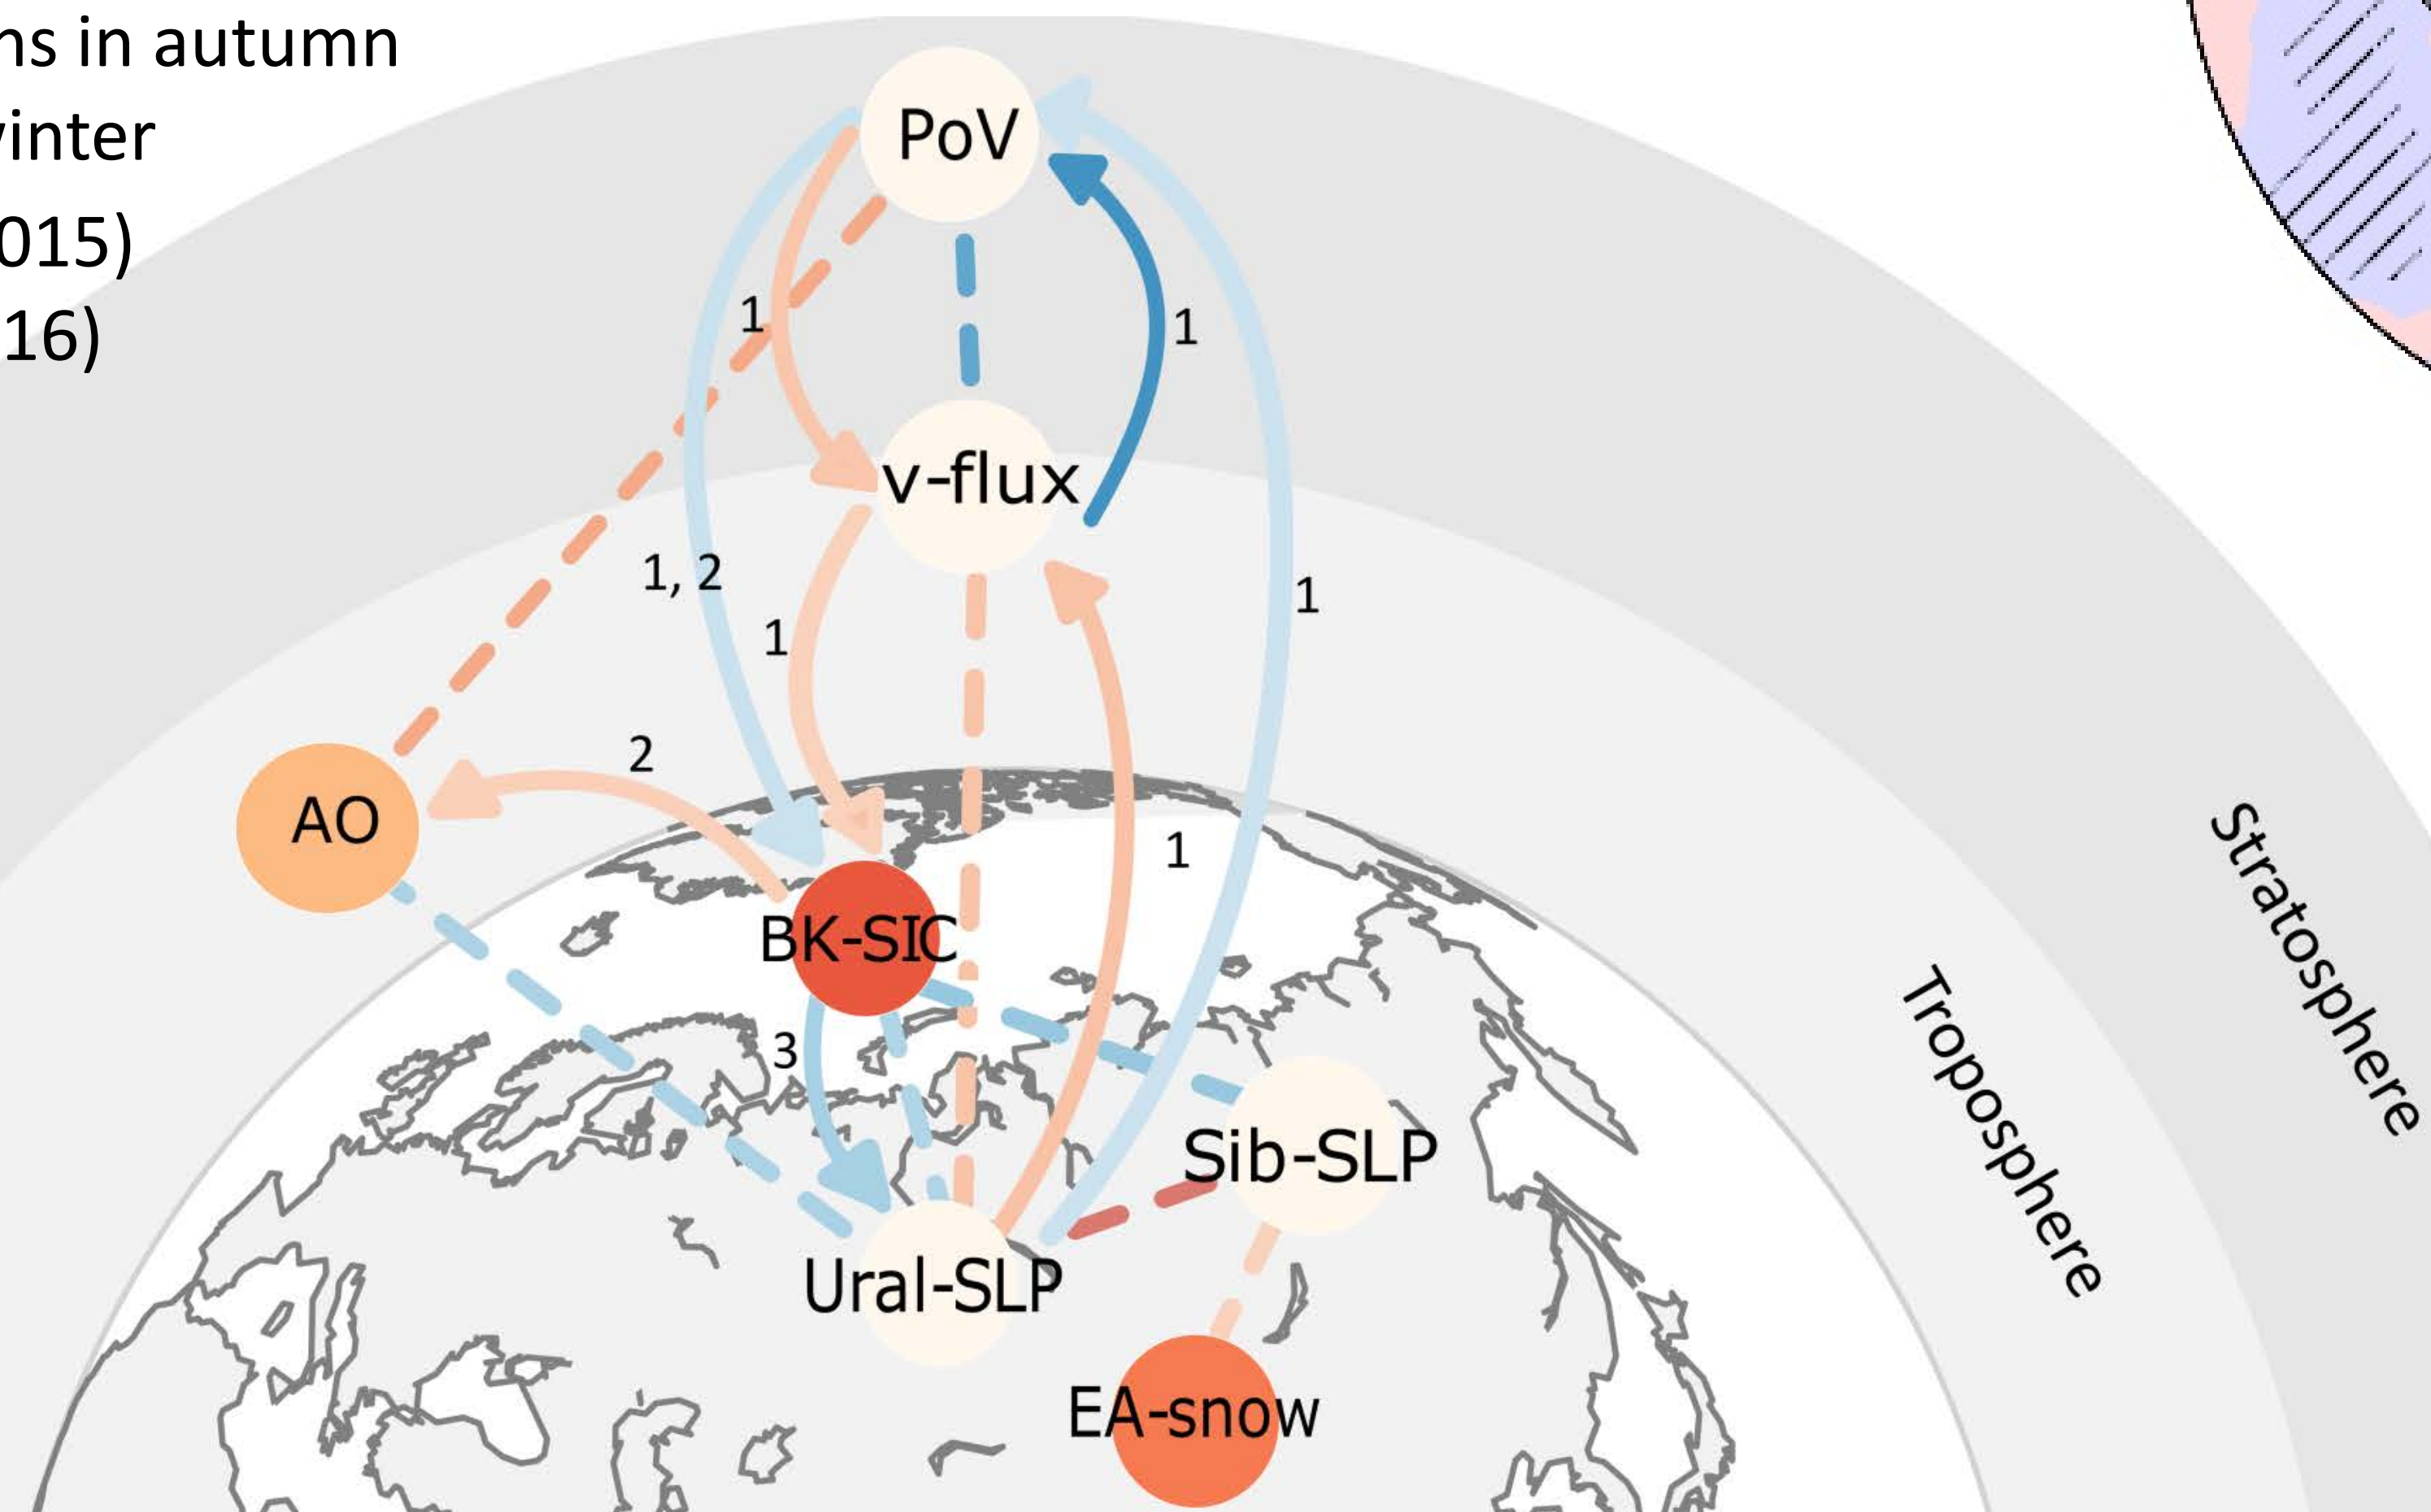 ns in autumn
inter
015)
16)
PoV
1
1
v-flux
1, 2
1
1
2
AO
1
BK-SIC
3
Sib-SLP
Ural-SLP
EA-snow
Troposphere
Stratosphere